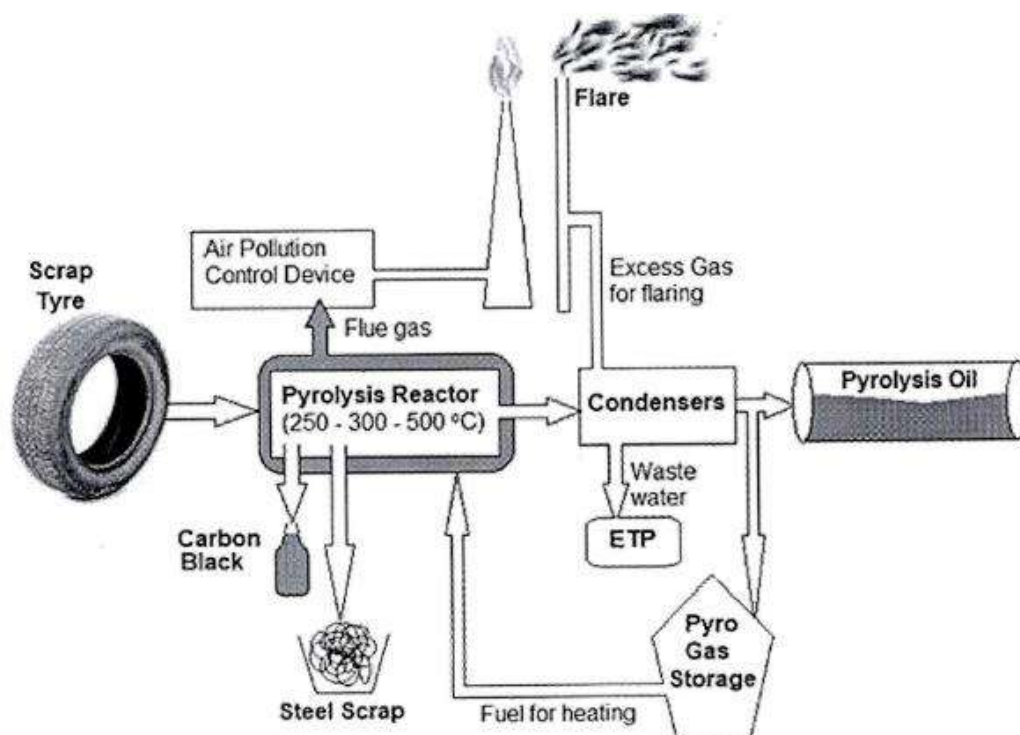 Flare
Air Pollution
Control Device
Scrap
Tyre
Excess Gas
for flaring
Flue gas
Pyrolysis Reactor
(250 - 300 - 500 ºC)
Condensers
Pyrolysis Oil
Waste
water
ETP
Carbon
Black
Pyro
Gas
Storage
Steel Scrap
Fuel for heating